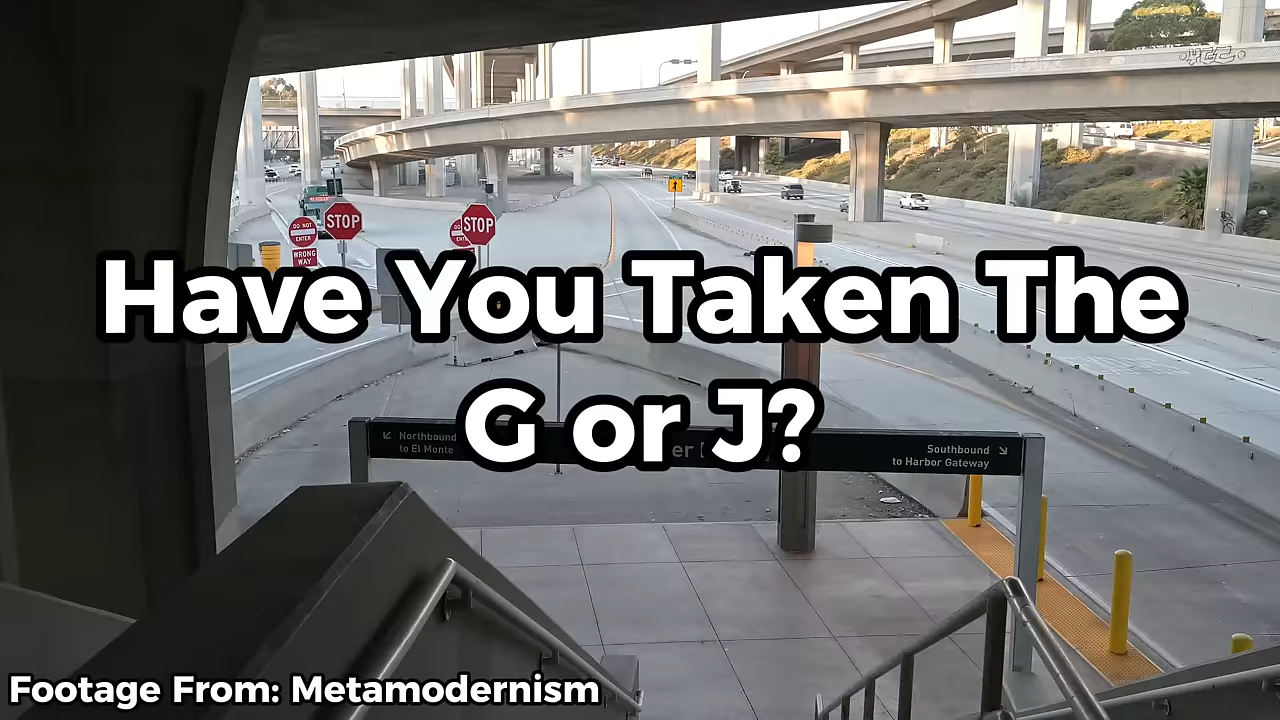 STOP
STOP
DO NOT
ENTER
WRONG
WAY
Have You Taken The
G or J?
Northbound
to El Monte
Southbound
to Harbor Gateway
Footage From: Metamodernism